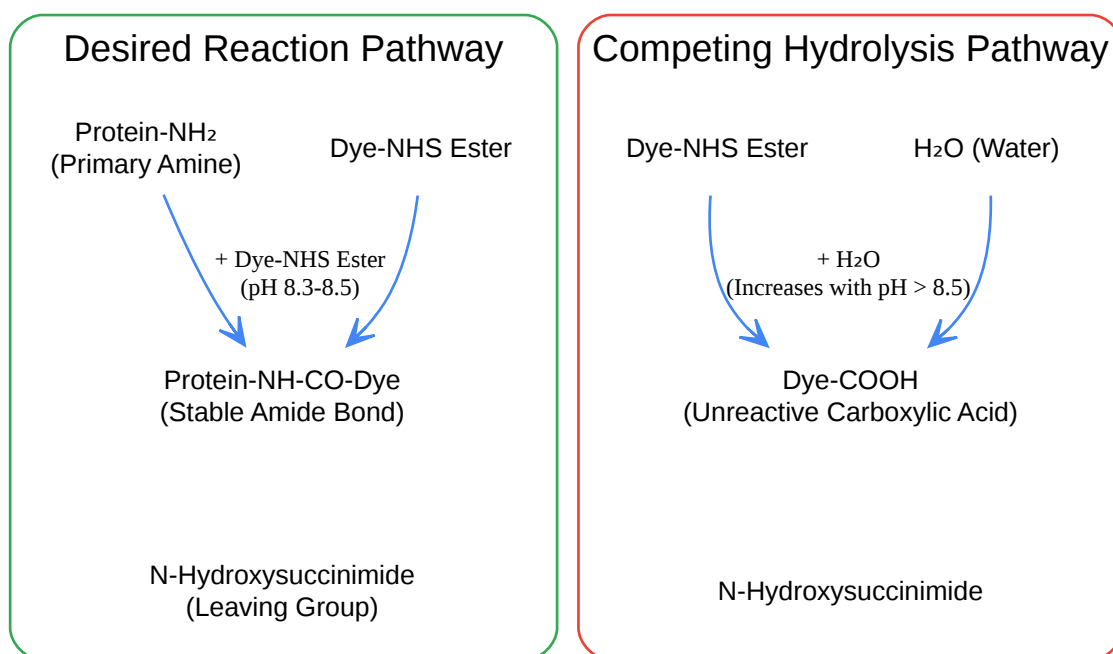 Desired Reaction Pathway
Protein-NH₂
(Primary Amine)
Dye-NHS Ester
+ Dye-NHS Ester
(pH 8.3-8.5)
Protein-NH-CO-Dye
(Stable Amide Bond)
N-Hydroxysuccinimide
(Leaving Group)
Competing Hydrolysis Pathway
Dye-NHS Ester
H₂O (Water)
+ H₂O
(Increases with pH > 8.5)
Dye-COOH
(Unreactive Carboxylic Acid)
N-Hydroxysuccinimide